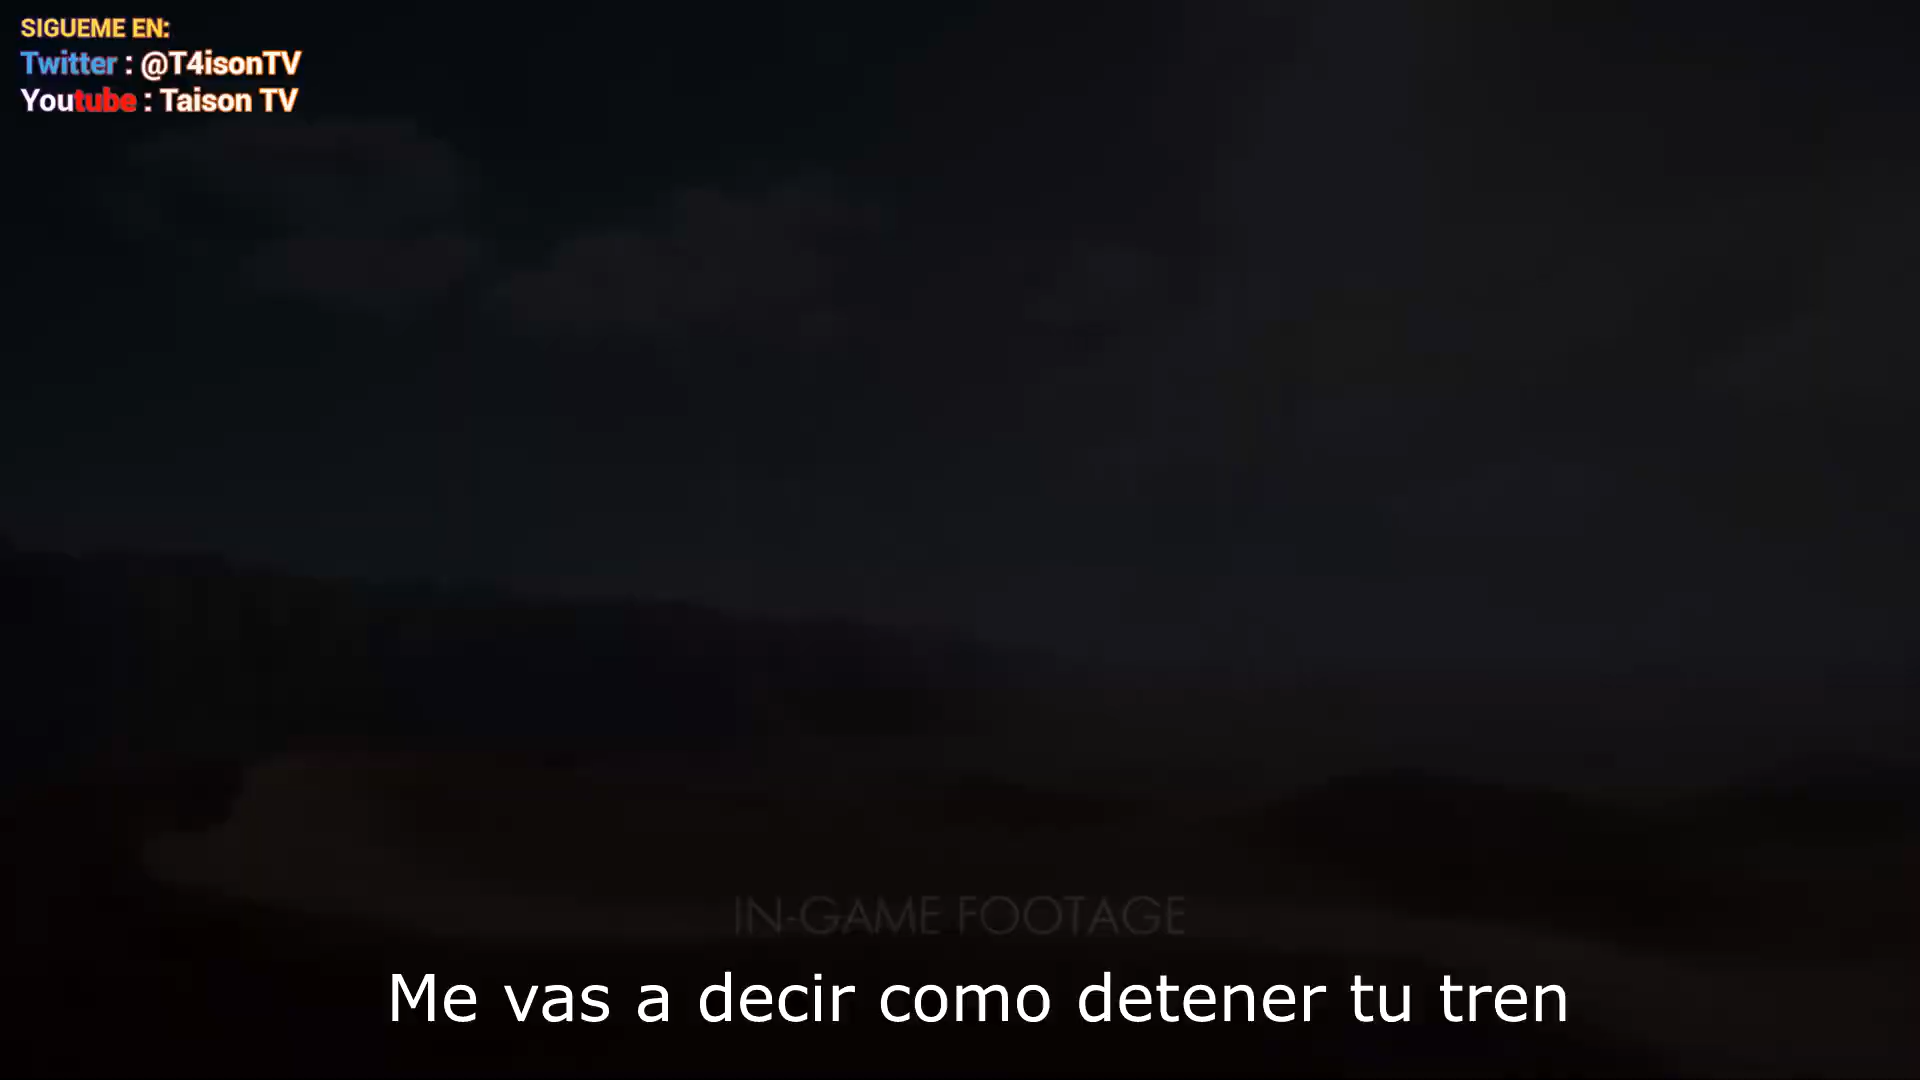 SIGUEME EN:
Twitter : @T4isonTV
Youtube : Taison TV
IN-GAME FOOTAGE
Me vas a decir como detener tu tren